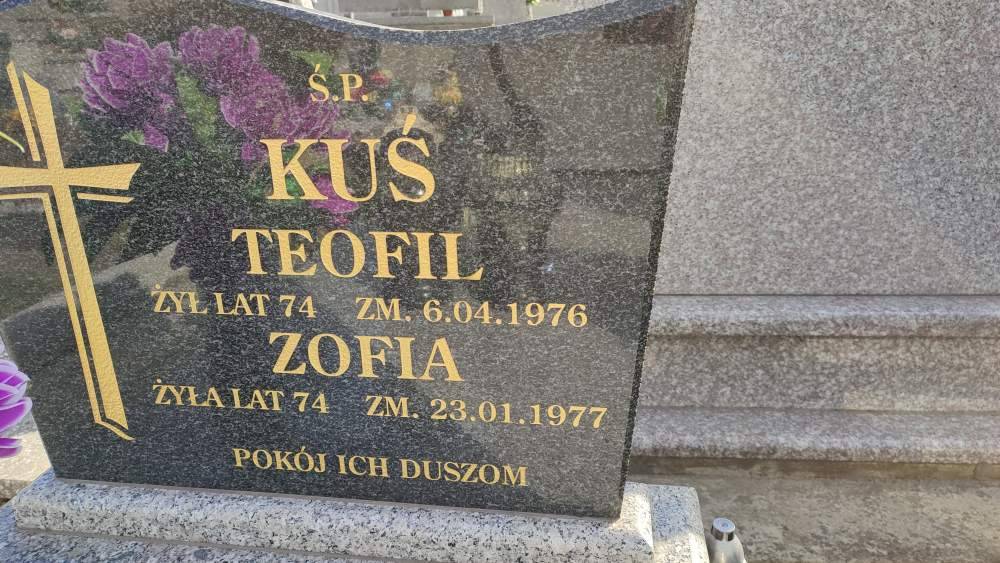 Ś.P.
KUŚ
TEOFIL
ŻYŁ LAT 74 ZM. 6.04.1976
ZOFIA
ŻYŁA LAT 74 ZM. 23.01.1977
POKÓJ ICH DUSZOM